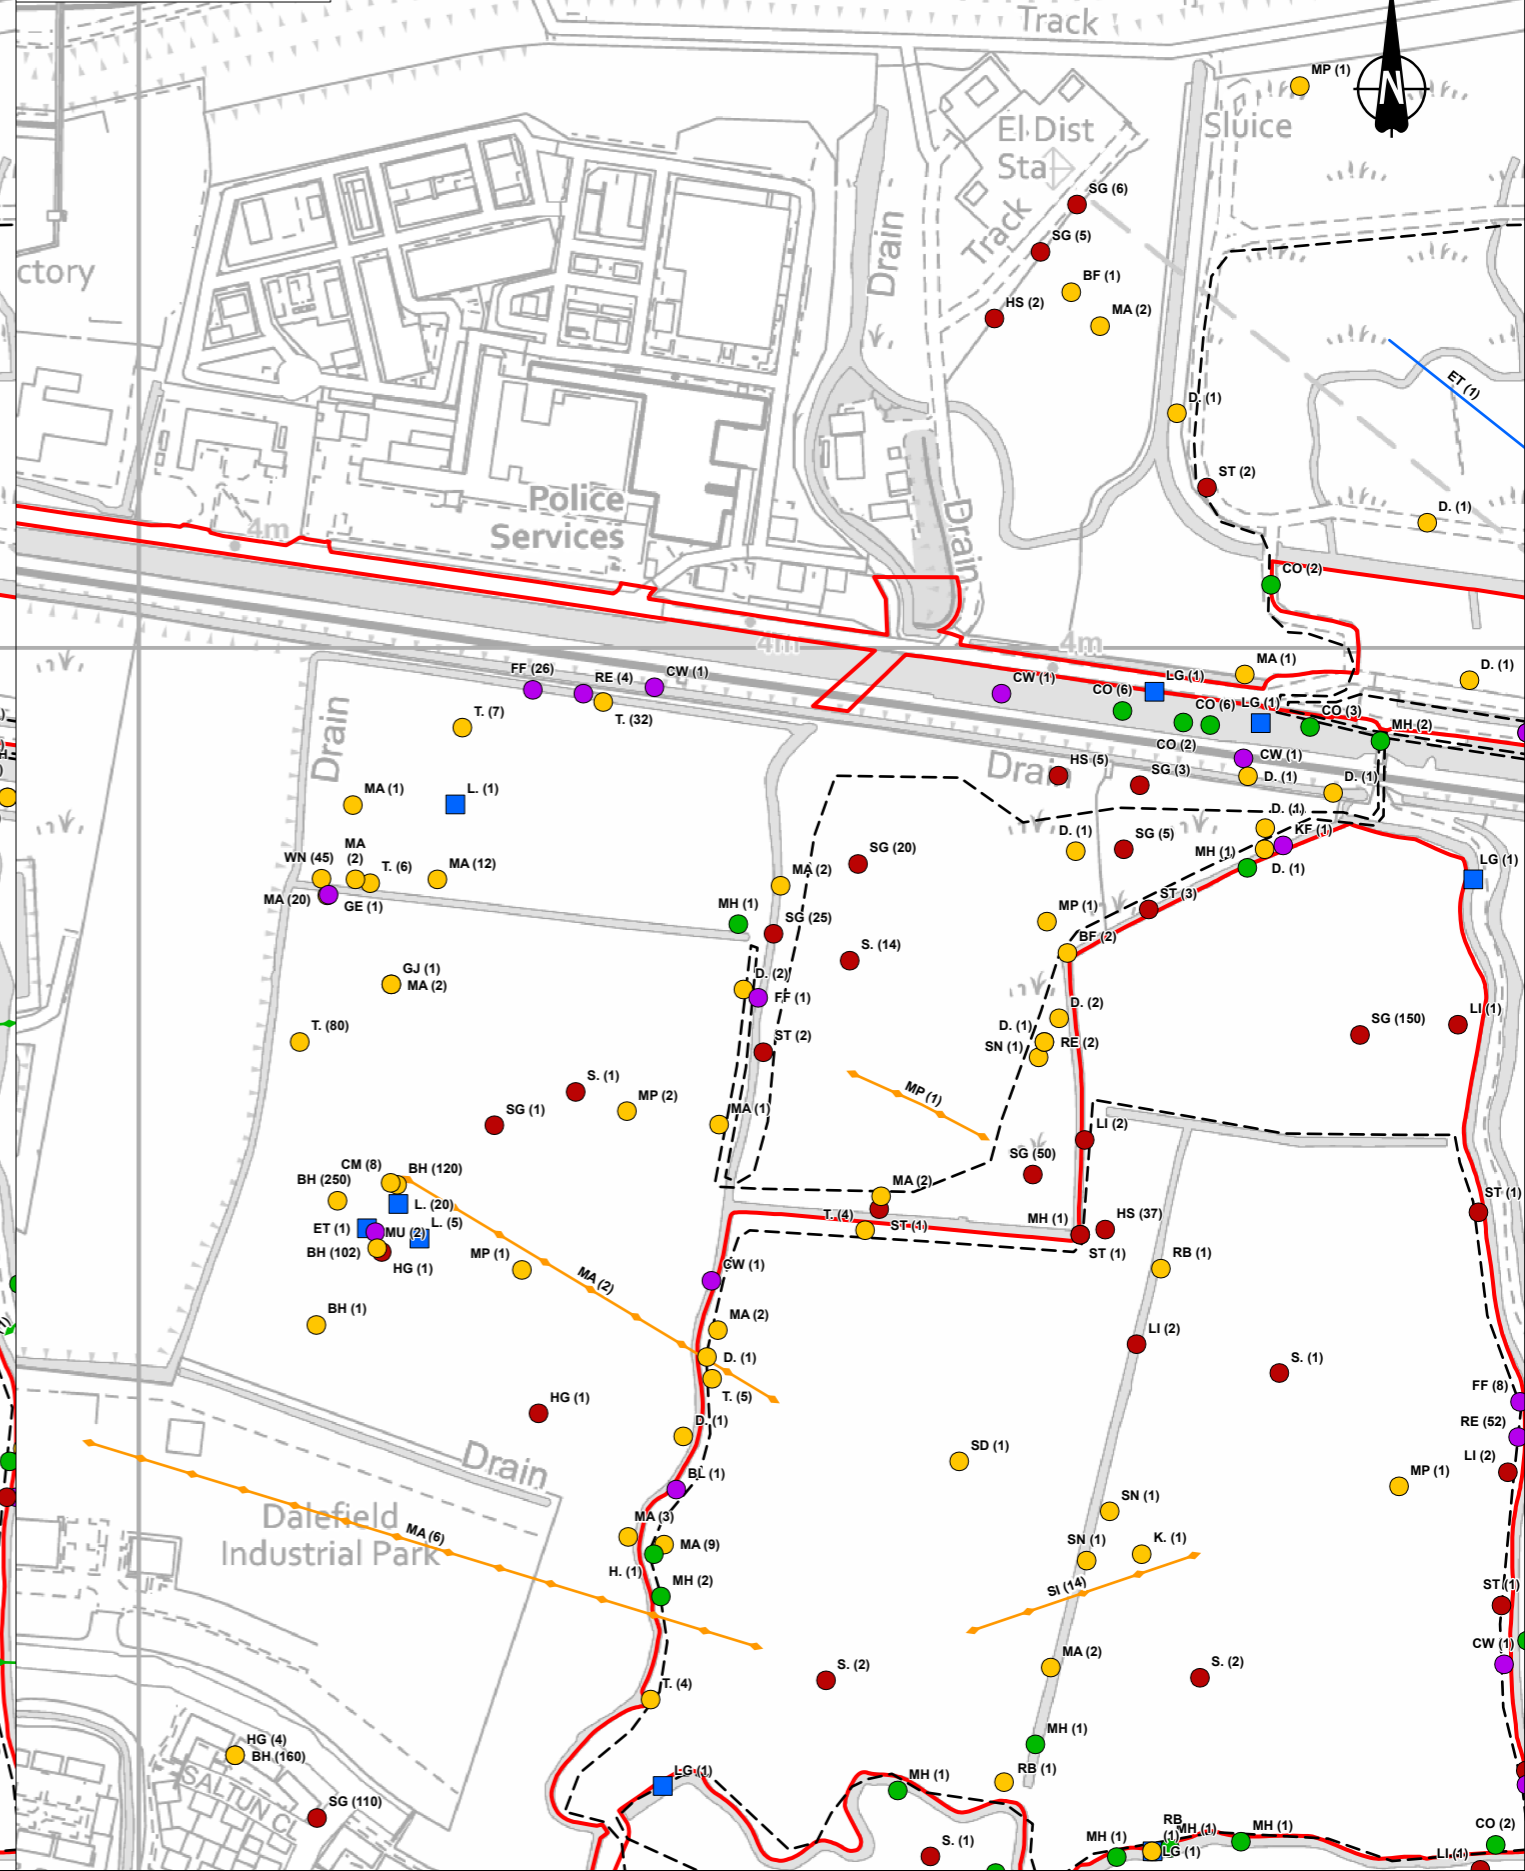 Track
MP (1)
N
El Dist
Sta
Sluice
SG (6)
Track
Drain
SG (5)
BF (1)
HS (2)
MA (2)
ctory
ET (1)
D. (1)
ST (2)
D. (1)
Police
Services
Drain
4m
CO (2)
4m
4m
FF (26)
RE (4)
CW (1)
T. (32)
T. (7)
Drain
CW (1)
LG (1)
MA (1)
D. (1)
CO (6)
CO (6)
LG (1)
CO (3)
MH (2)
CO (2)
CW (1)
Drain
HS (5)
SG (3)
D. (1)
D. (1)
MA (1)
L. (1)
D. (1)
KF (1)
D. (1)
SG (5)
MH (1)
D. (1)
LG (1)
WN (45)
MA
(2)
T. (6)
MA (12)
MA (20)
GE (1)
SG (20)
MA (2)
MH (1)
SG (25)
ST (3)
MP (1)
BF (2)
S. (14)
GJ (1)
MA (2)
D. (2)
FF (1)
D. (2)
D. (1)
RE (2)
SN (1)
SG (150)
LI (1)
T. (80)
ST (2)
S. (1)
MP (2)
SG (1)
MA (1)
MP (1)
LI (2)
SG (50)
CM (8)
BH (120)
BH (250)
L. (20)
ET (1)
MU (2)
L. (5)
BH (102)
HG (1)
MP (1)
MA (2)
MA (2)
T. (4)
ST (1)
MH (1)
HS (37)
ST (1)
ST (1)
RB (1)
CW (1)
BH (1)
MA (2)
D. (1)
T. (5)
LI (2)
S. (1)
HG (1)
D. (1)
FF (8)
RE (52)
LI (2)
SD (1)
MP (1)
Drain
BL (1)
Dalefield
Industrial Park
MA (6)
MA (3)
MA (9)
H. (1)
MH (2)
SN (1)
SN (1)
K. (1)
SI (14)
ST (1)
CW (1)
MA (2)
S. (2)
S. (2)
T. (4)
MH (1)
RB (1)
HG (4)
BH (160)
SALTUN C
SG (110)
LG (1)
MH (1)
S. (1)
MH (1)
RB
(1)
MH (1)
LG (1)
MH (1)
CO (2)
LI (1)